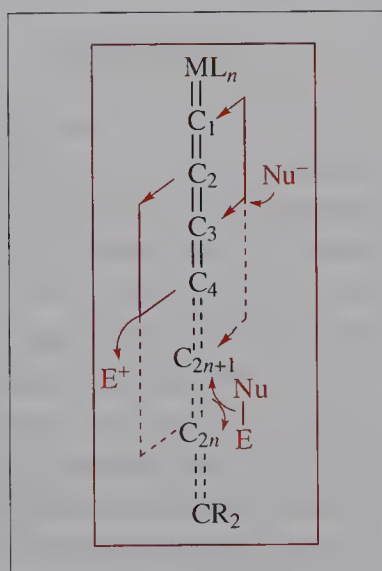 MLₙ
C₁
C₂
Nu⁻
C₃
C₄
E⁺
C₂ₙ₊₁
Nu
C₂ₙ
E
CR₂